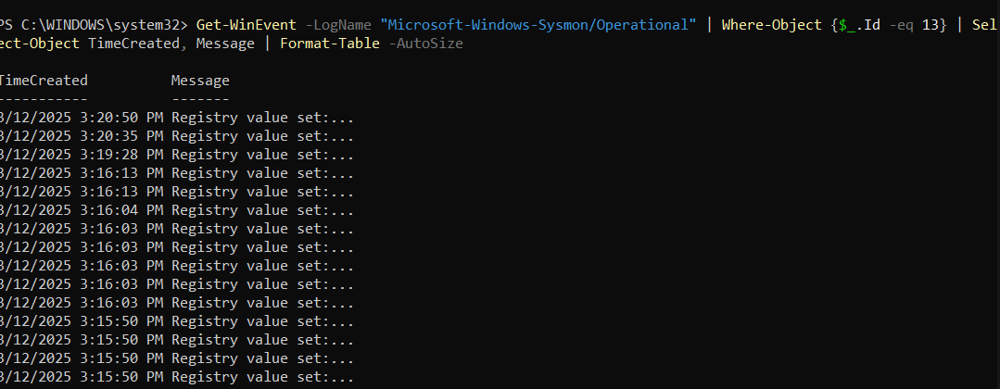 PS C:\WINDOWS\system32> Get-WinEvent -LogName "Microsoft-Windows-Sysmon/Operational" | Where-Object {$_.Id -eq 13} | Sel
ect-Object TimeCreated, Message | Format-Table -AutoSize
TimeCreated Message
----------- -------
3/12/2025 3:20:50 PM Registry value set:...
3/12/2025 3:20:35 PM Registry value set:...
3/12/2025 3:19:28 PM Registry value set:...
3/12/2025 3:16:13 PM Registry value set:...
3/12/2025 3:16:13 PM Registry value set:...
3/12/2025 3:16:04 PM Registry value set:...
3/12/2025 3:16:03 PM Registry value set:...
3/12/2025 3:16:03 PM Registry value set:...
3/12/2025 3:16:03 PM Registry value set:...
3/12/2025 3:16:03 PM Registry value set:...
3/12/2025 3:16:03 PM Registry value set:...
3/12/2025 3:15:50 PM Registry value set:...
3/12/2025 3:15:50 PM Registry value set:...
3/12/2025 3:15:50 PM Registry value set:...
3/12/2025 3:15:50 PM Registry value set:...